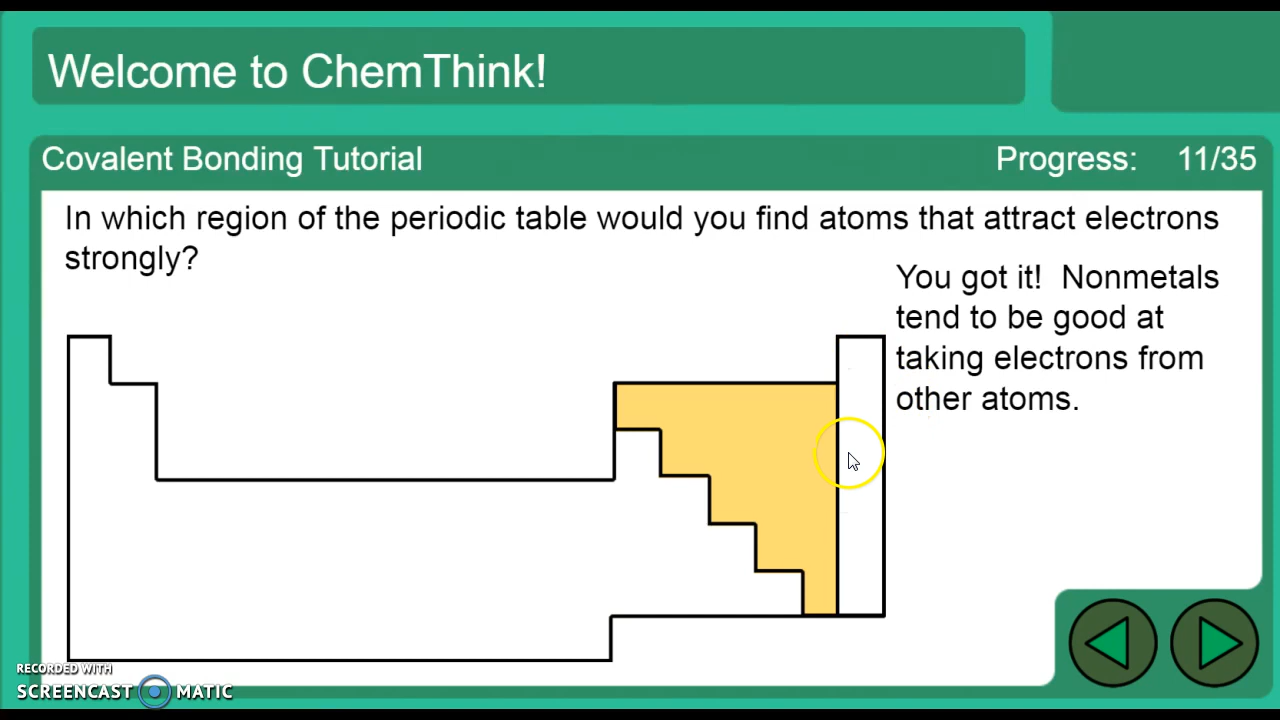 Welcome to ChemThink!
Covalent Bonding Tutorial
Progress: 11/35
In which region of the periodic table would you find atoms that attract electrons
strongly?
You got it! Nonmetals
tend to be good at
taking electrons from
other atoms.
RECORDED WITH
SCREENCAST MATIC